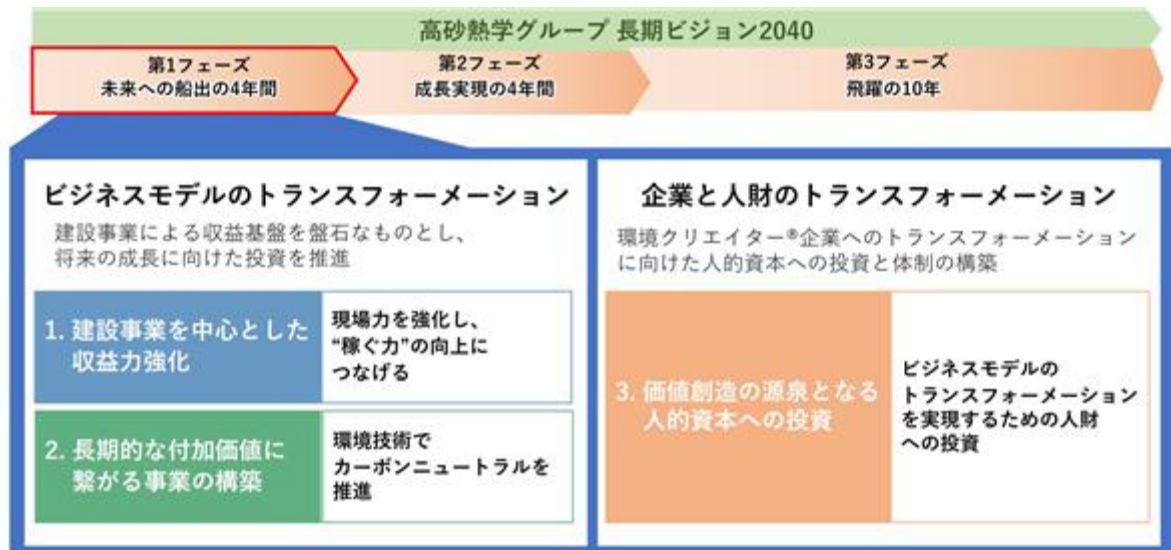 高砂熱学グループ 長期ビジョン2040
第1フェーズ
未来への船出の4年間
第2フェーズ
成長実現の4年間
第3フェーズ
飛躍の10年
ビジネスモデルのトランスフォーメーション
建設事業による収益基盤を盤石なものとし、
将来の成長に向けた投資を推進
1. 建設事業を中心とした
収益力強化
現場力を強化し、
“稼ぐ力”の向上に
つなげる
2. 長期的な付加価値に
繋がる事業の構築
環境技術で
カーボンニュートラルを
推進
企業と人財のトランスフォーメーション
環境クリエイター®企業へのトランスフォーメーション
に向けた人的資本への投資と体制の構築
3. 価値創造の源泉となる
人的資本への投資
ビジネスモデルの
トランスフォーメーション
を実現するための人財
への投資